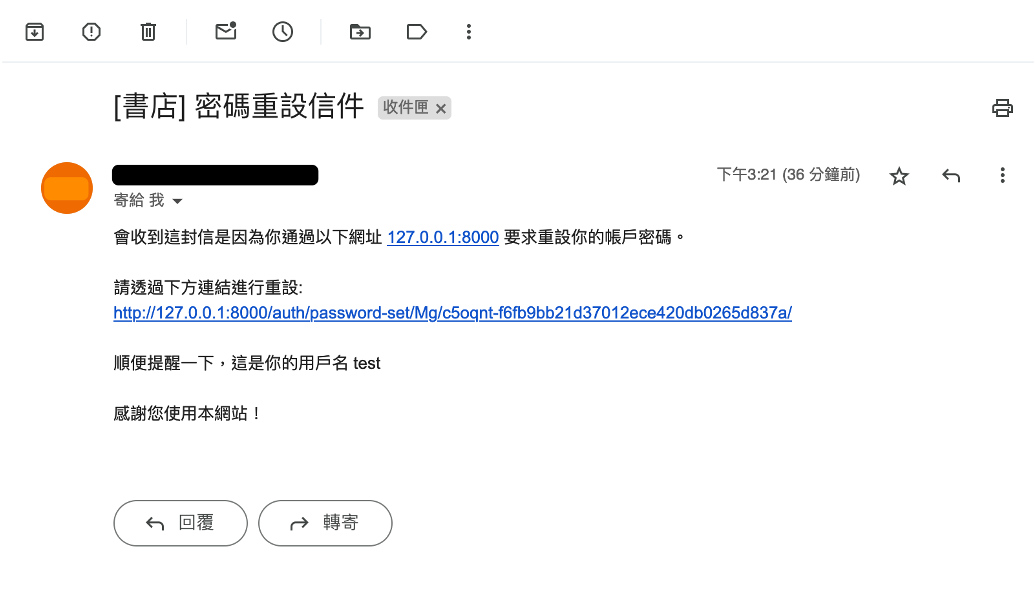 [書店] 密碼重設信件 收件匣 ×
下午3:21 (36 分鐘前)
寄給 我
會收到這封信是因為你通過以下網址 127.0.0.1:8000 要求重設你的帳戶密碼。
請透過下方連結進行重設:
http://127.0.0.1:8000/auth/password-set/Mg/c5oqnt-f6fb9bb21d37012ece420db0265d837a/
順便提醒一下，這是你的用戶名 test
感謝您使用本網站！
回覆 轉寄